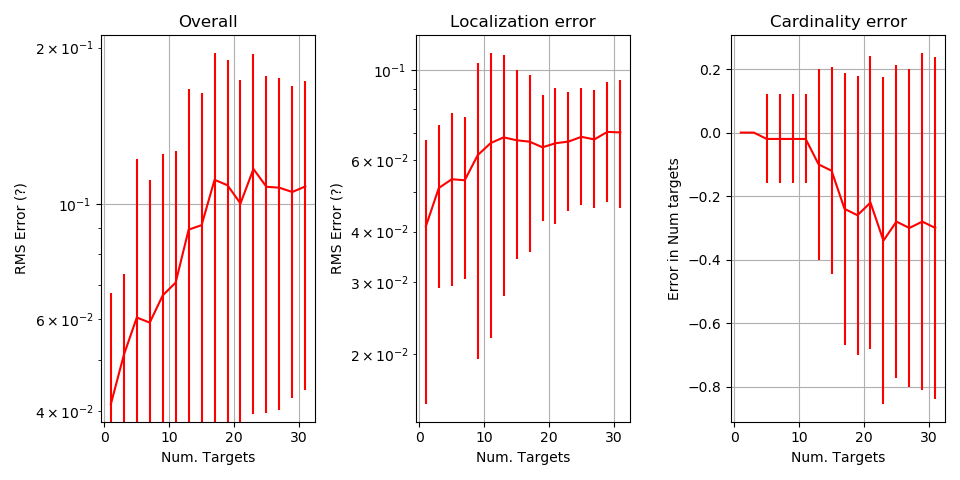 Overall
RMS Error (?)
2 × 10⁻¹
10⁻¹
6 × 10⁻²
4 × 10⁻²
0 10 20 30
Num. Targets
Localization error
RMS Error (?)
10⁻¹
6 × 10⁻²
4 × 10⁻²
3 × 10⁻²
2 × 10⁻²
0 10 20 30
Num. Targets
Cardinality error
Error in Num targets
0.2
0.0
−0.2
−0.4
−0.6
−0.8
0 10 20 30
Num. Targets